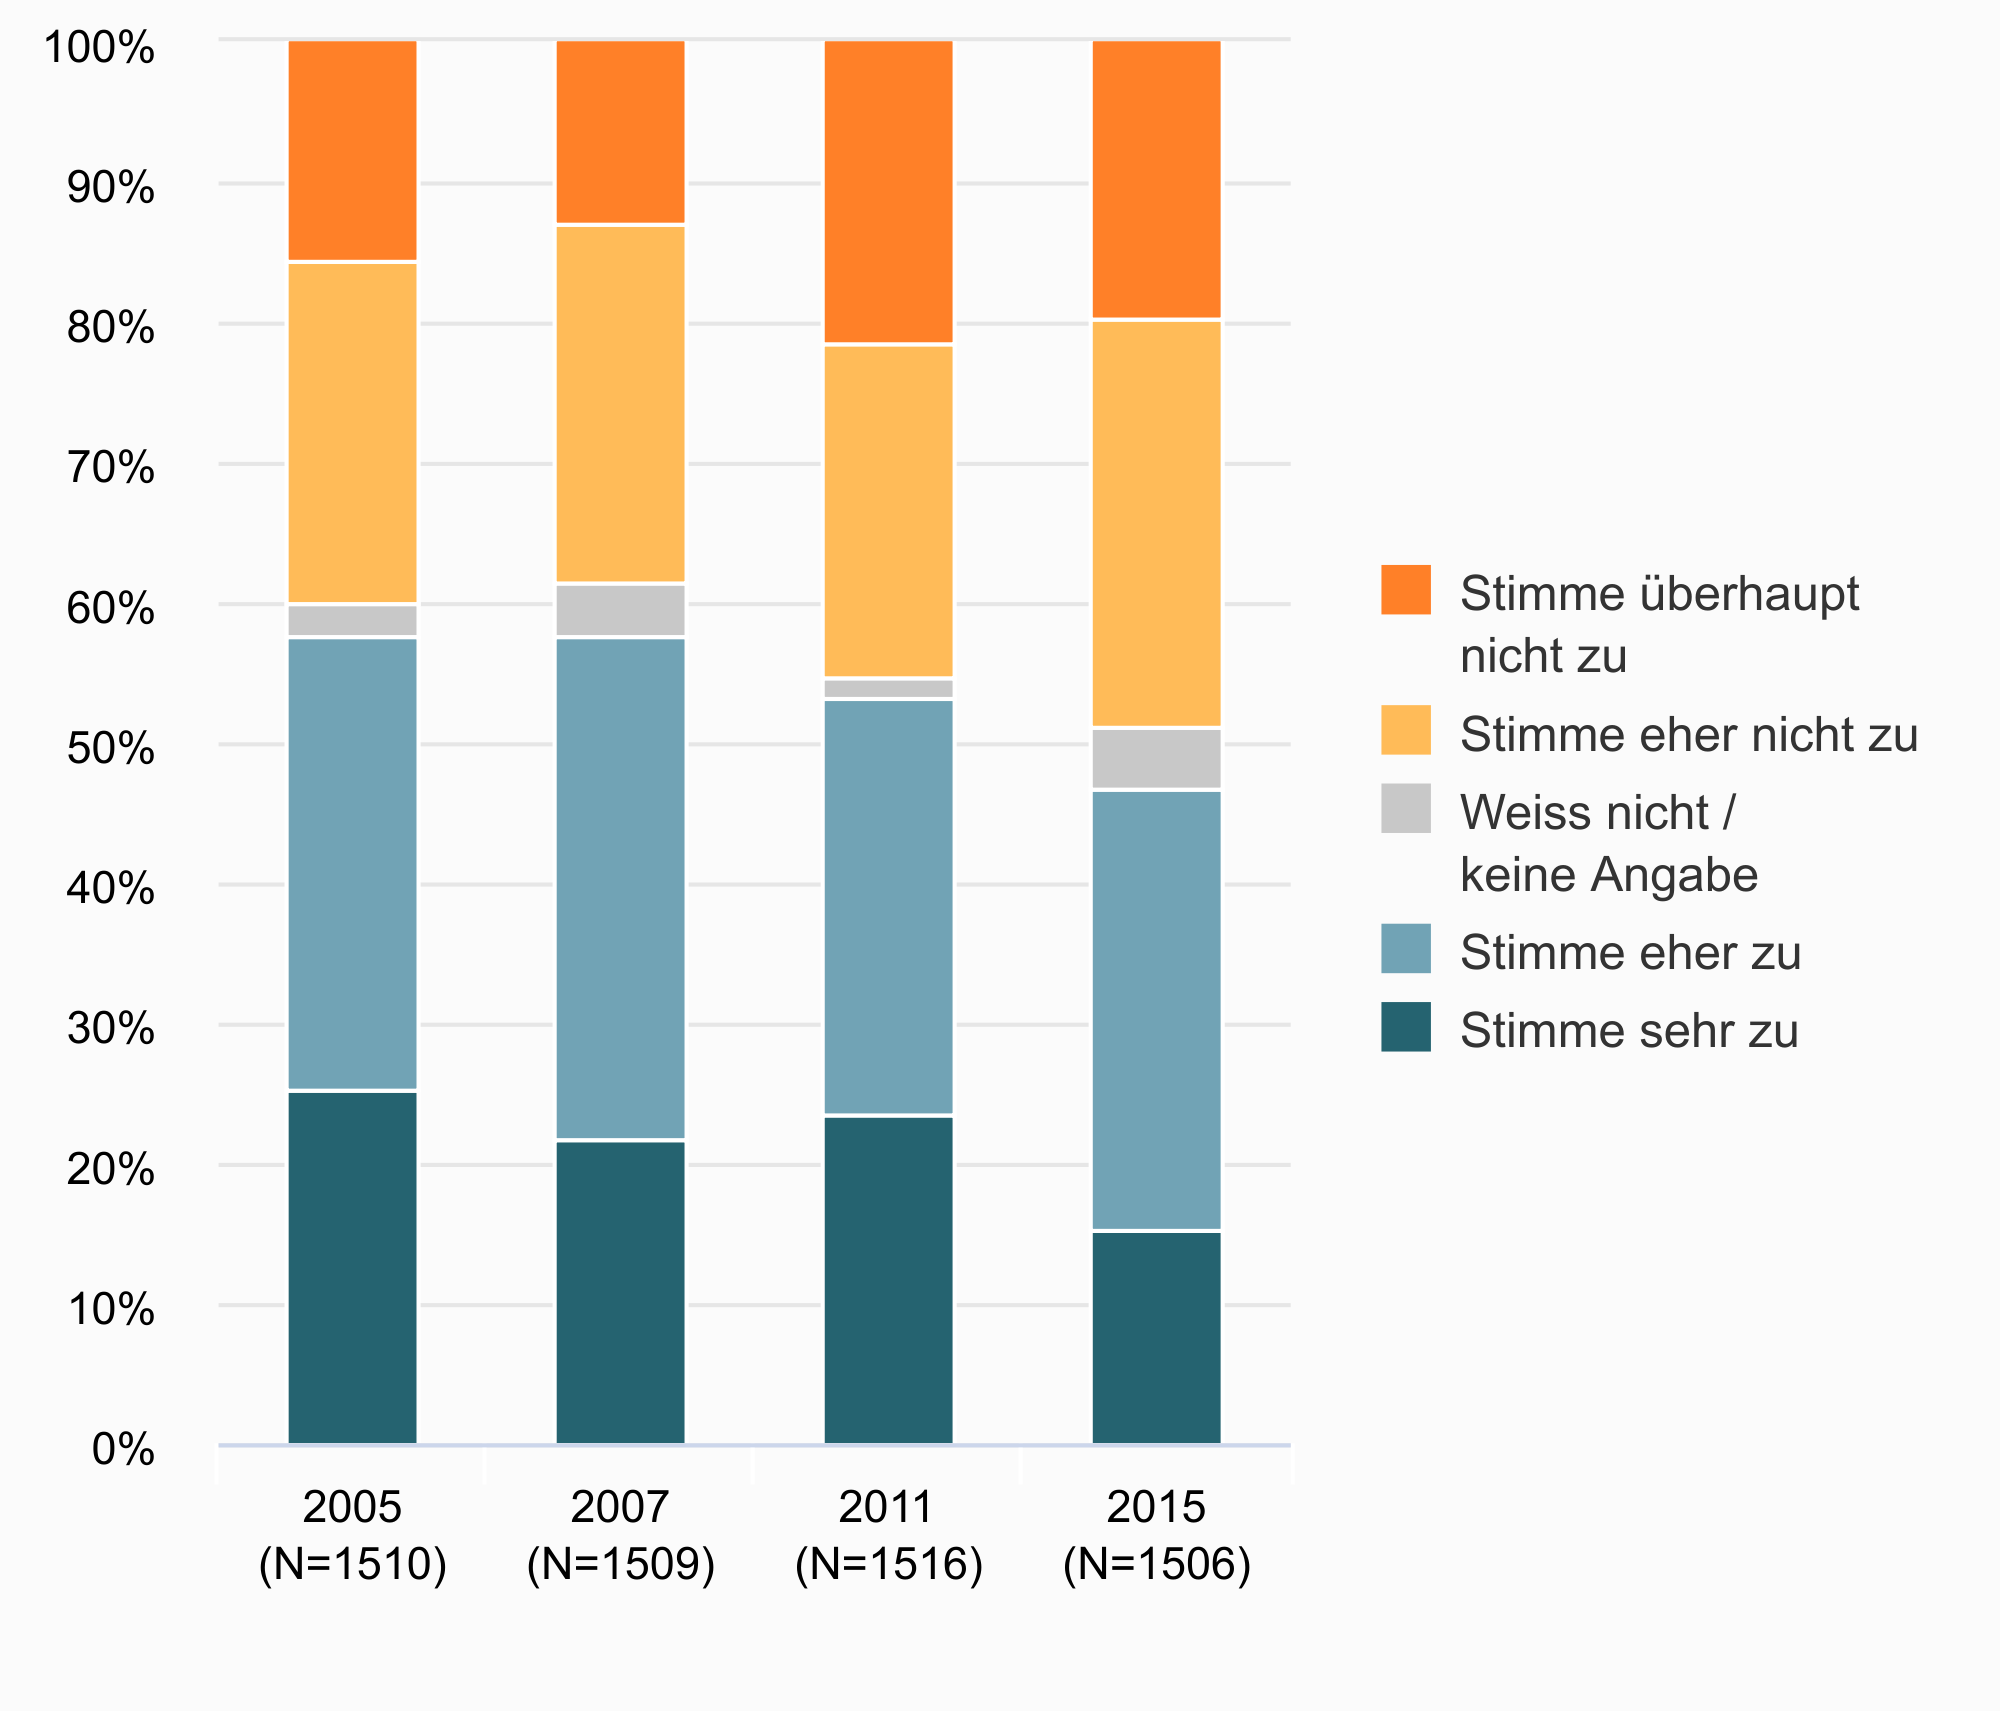 100%
90%
80%
70%
60%
50%
40%
30%
20%
10%
0%
2005
(N=1510)
2007
(N=1509)
2011
(N=1516)
2015
(N=1506)
Stimme überhaupt
nicht zu
Stimme eher nicht zu
Weiss nicht /
keine Angabe
Stimme eher zu
Stimme sehr zu